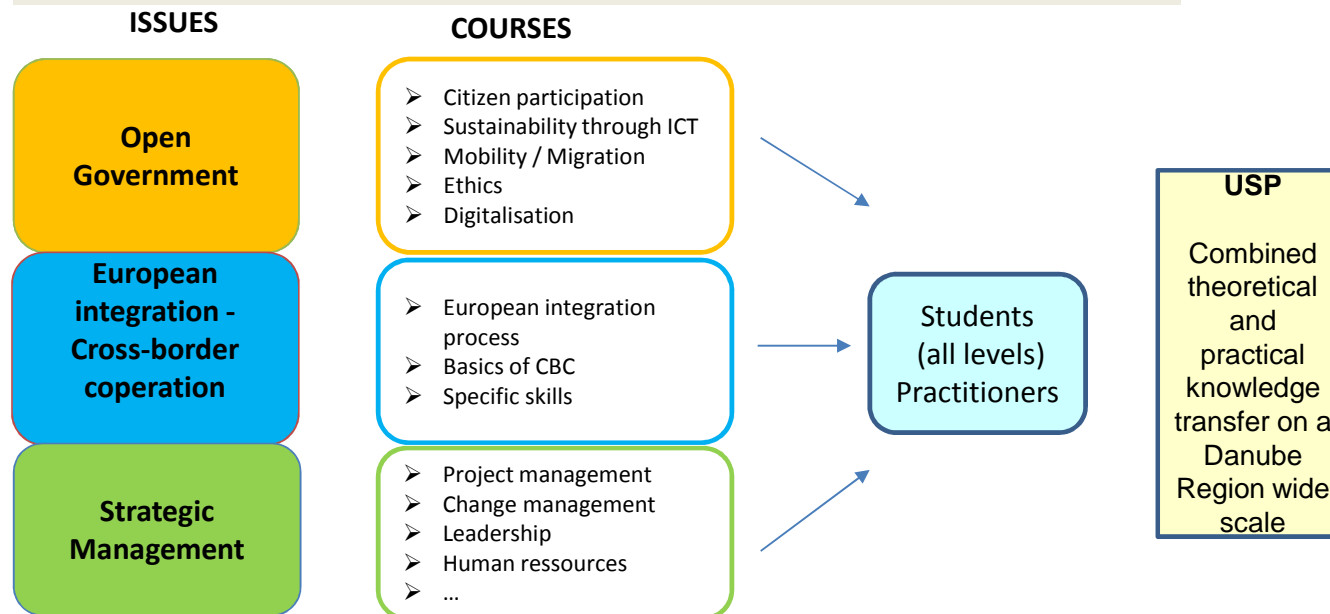 ISSUES
COURSES
Open
Government
➢ Citizen participation
➢ Sustainability through ICT
➢ Mobility / Migration
➢ Ethics
➢ Digitalisation
European
integration -
Cross-border
coperation
➢ European integration
process
➢ Basics of CBC
➢ Specific skills
Strategic
Management
➢ Project management
➢ Change management
➢ Leadership
➢ Human ressources
➢ ...
Students
(all levels)
Practitioners
USP
Combined
theoretical
and
practical
knowledge
transfer on a
Danube
Region wide
scale